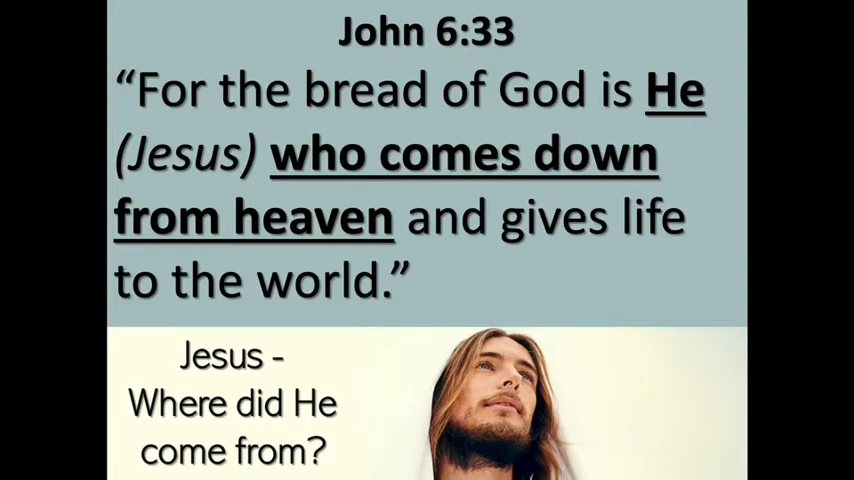 John 6:33
“For the bread of God is He
(Jesus) who comes down
from heaven and gives life
to the world.”
Jesus -
Where did He
come from?